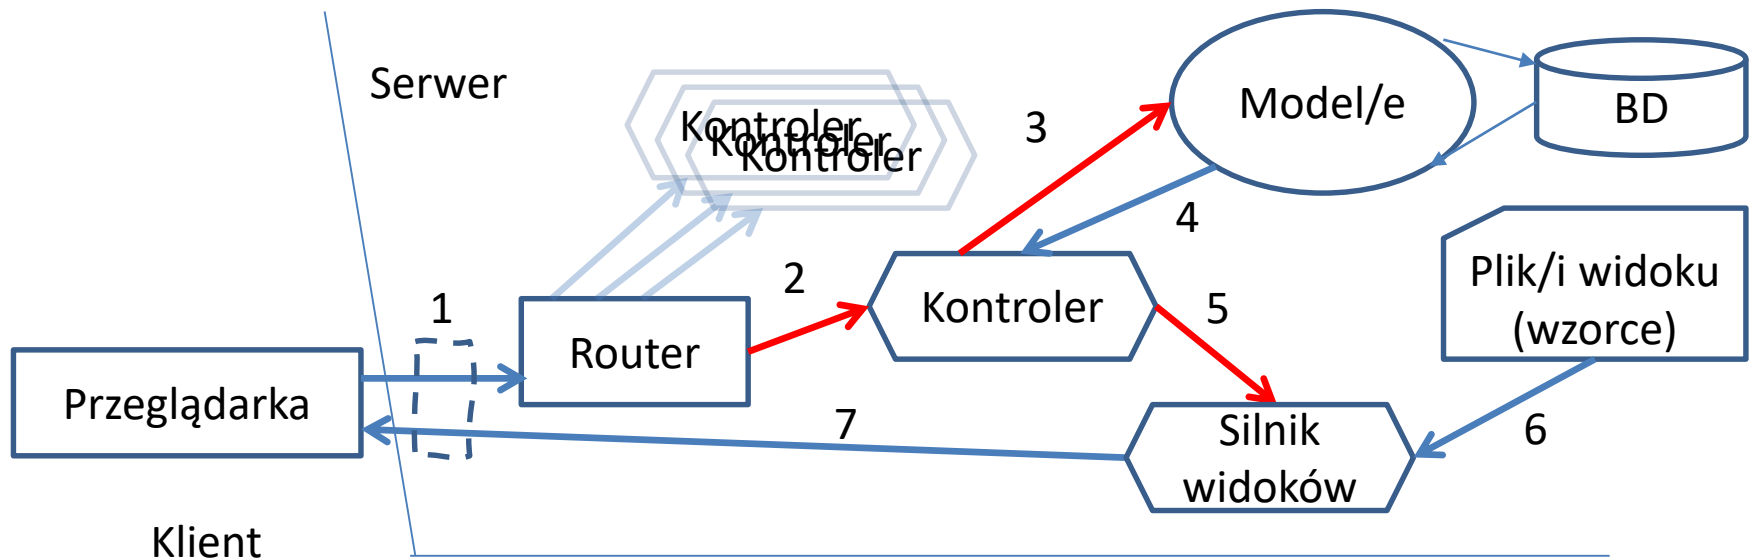 Serwer
Kontroler
Kontroler
Kontroler
3
Model/e
BD
4
Plik/i widoku
(wzorce)
2
Kontroler
5
1
Router
Przeglądarka
7
Silnik
widoków
6
Klient